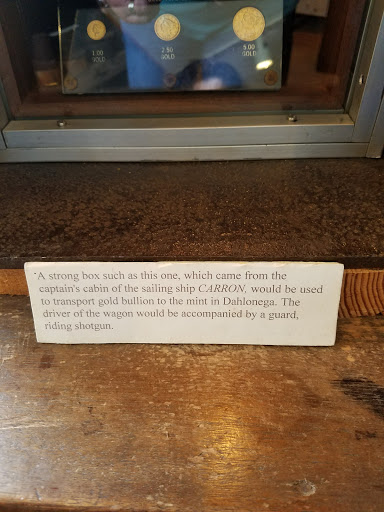 1.00
GOLD
2.50
GOLD
5.00
GOLD
A strong box such as this one, which came from the
captain's cabin of the sailing ship CARRON, would be used
to transport gold bullion to the mint in Dahlonega. The
driver of the wagon would be accompanied by a guard,
riding shotgun.